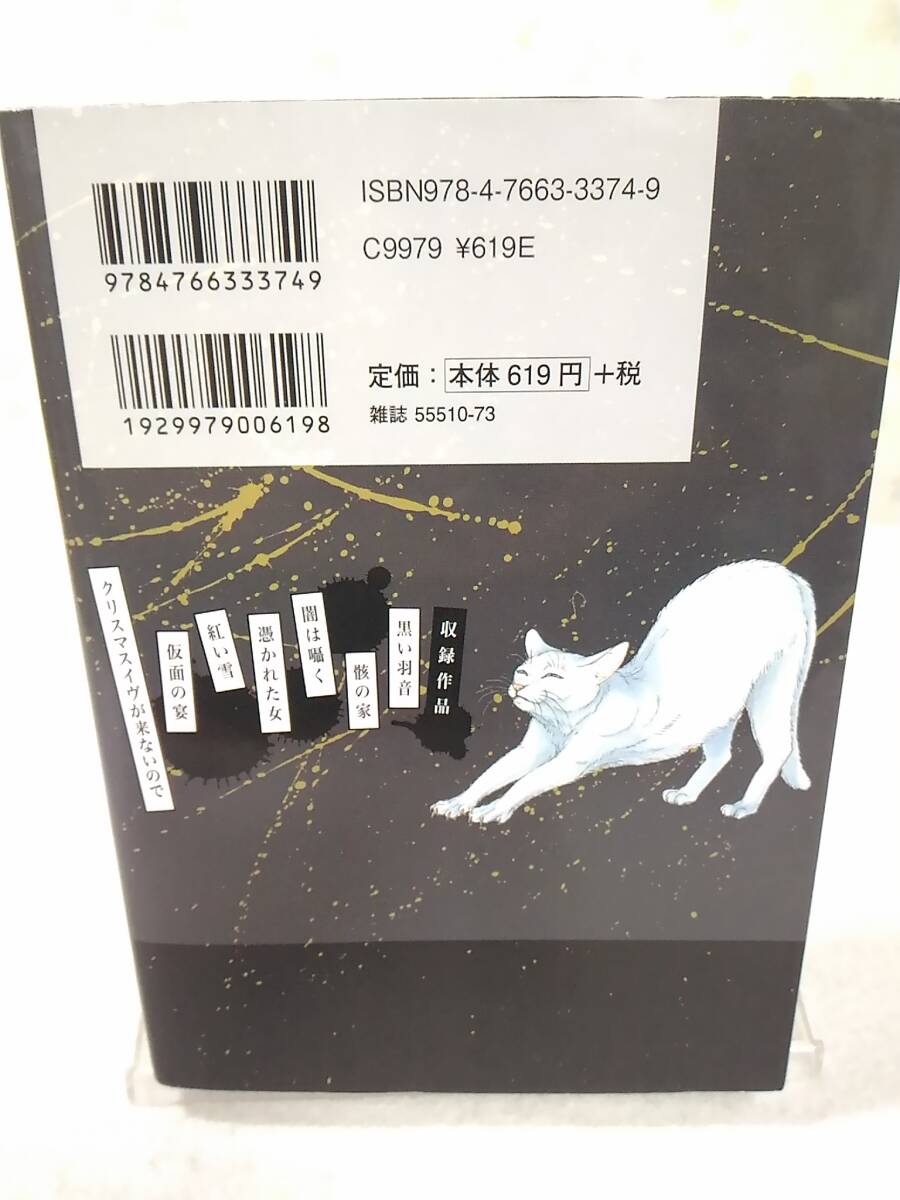 ISBN978-4-7663-3374-9
C9979 ¥619E
9784766333749
1929979006198
定価：本体619円+税
雑誌 55510-73
収録作品
黒い羽音
骸の家
闇は囁く
憑かれた女
紅い雪
仮面の宴
クリスマスイヴが来ないので